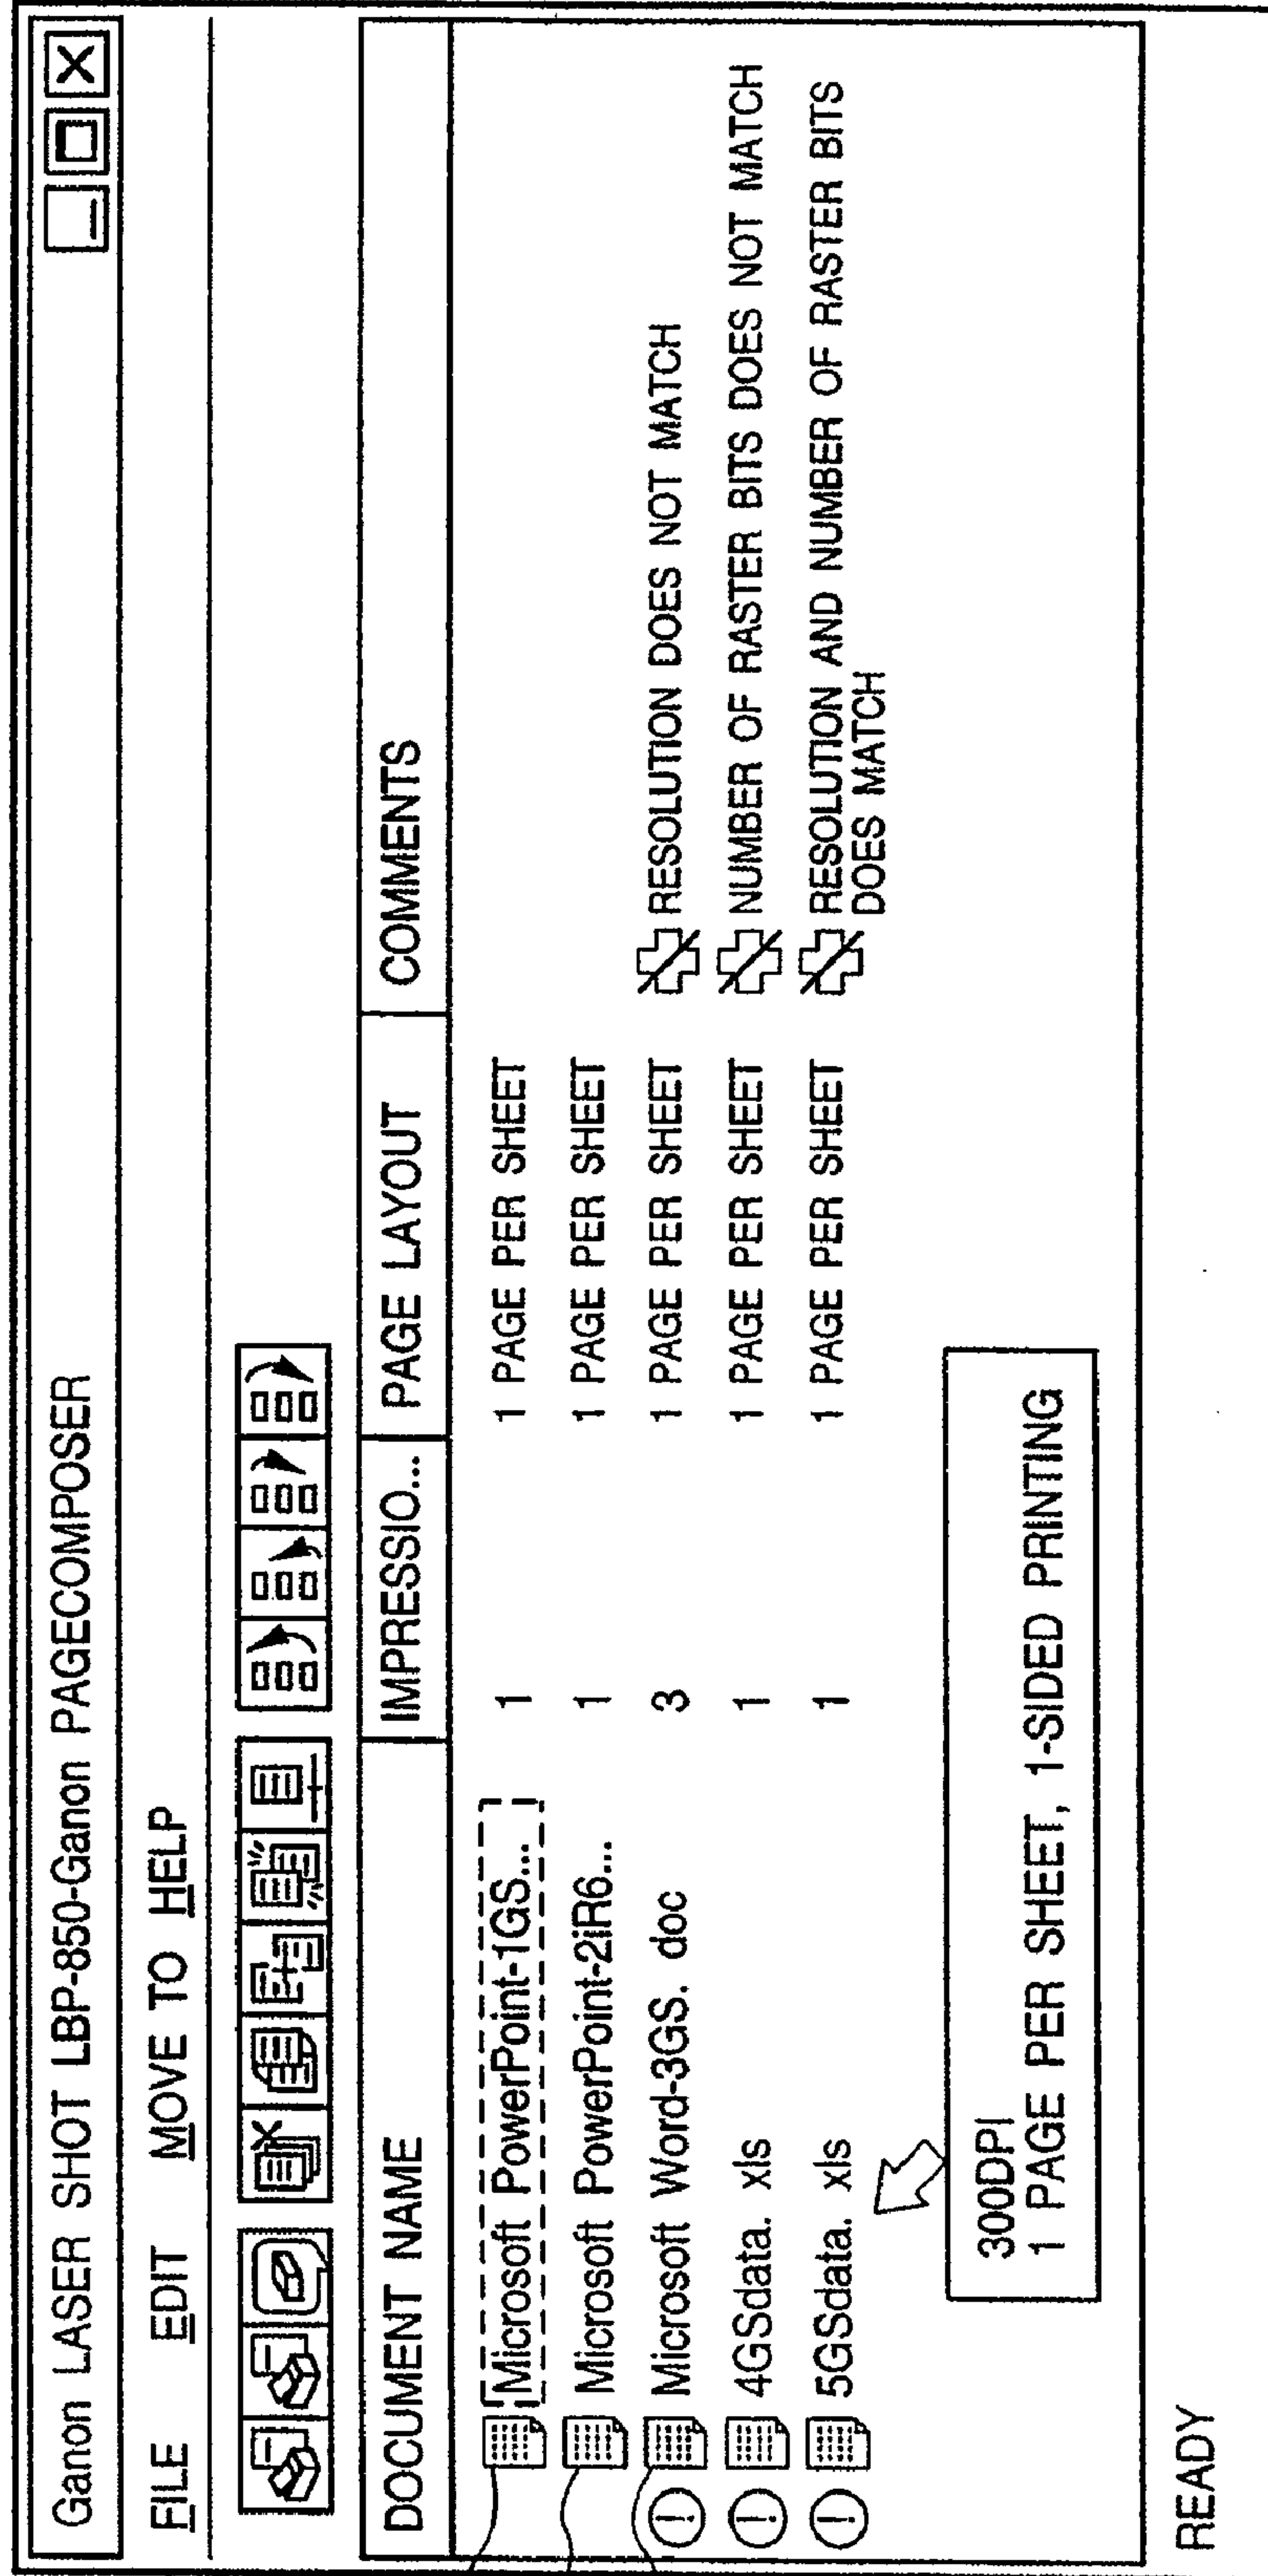 Ganon LASER SHOT LBP-850-Ganon PAGECOMPOSER
FILE EDIT MOVE TO HELP
DOCUMENT NAME IMPRESSIO... PAGE LAYOUT COMMENTS
Microsoft PowerPoint-1GS... 1 1 PAGE PER SHEET
Microsoft PowerPoint-2iR6... 1 1 PAGE PER SHEET
! Microsoft Word-3GS. doc 3 1 PAGE PER SHEET RESOLUTION DOES NOT MATCH
! 4GSdata. xls 1 1 PAGE PER SHEET NUMBER OF RASTER BITS DOES NOT MATCH
! 5GSdata. xls 1 1 PAGE PER SHEET RESOLUTION AND NUMBER OF RASTER BITS
DOES MATCH
300DPI
1 PAGE PER SHEET, 1-SIDED PRINTING
READY